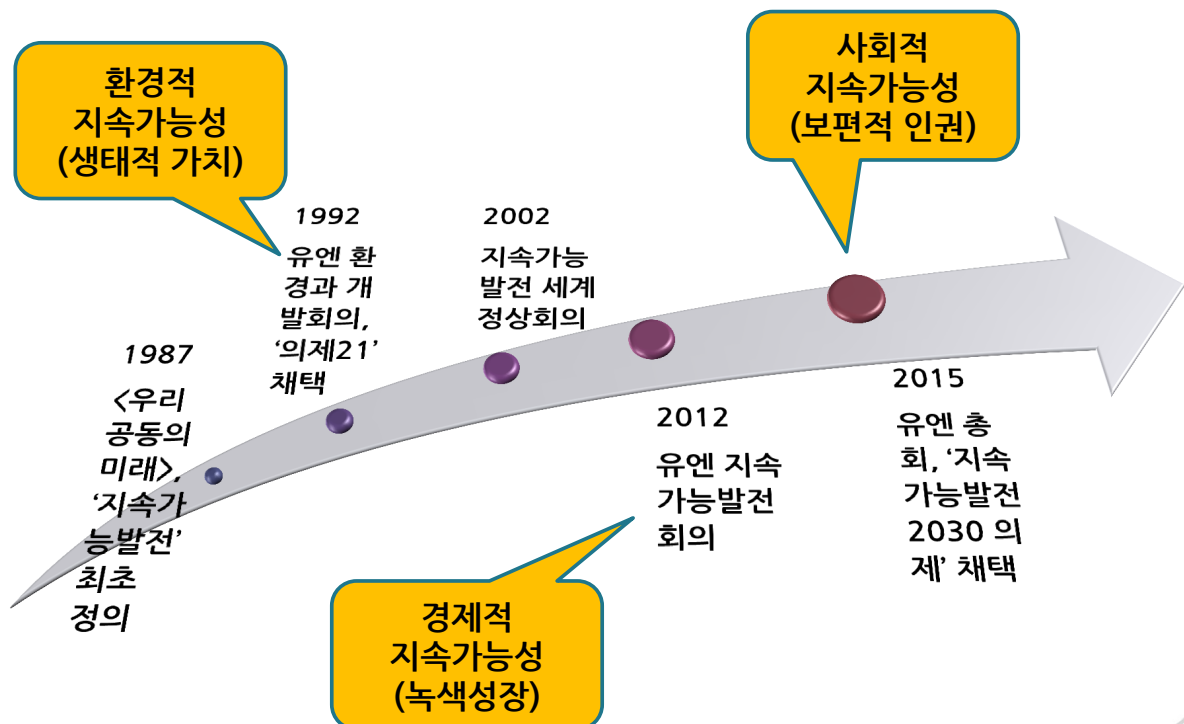 환경적
지속가능성
(생태적 가치)
사회적
지속가능성
(보편적 인권)
1987
<우리
공동의
미래>,
‘지속가
능발전’
최초
정의
1992
유엔 환
경과 개
발회의,
‘의제21’
채택
2002
지속가능
발전 세계
정상회의
2012
유엔 지속
가능발전
회의
2015
유엔 총
회, ‘지속
가능발전
2030 의
제’ 채택
경제적
지속가능성
(녹색성장)